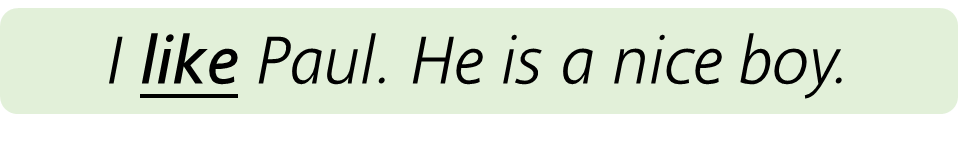 I like Paul. He is a nice boy.